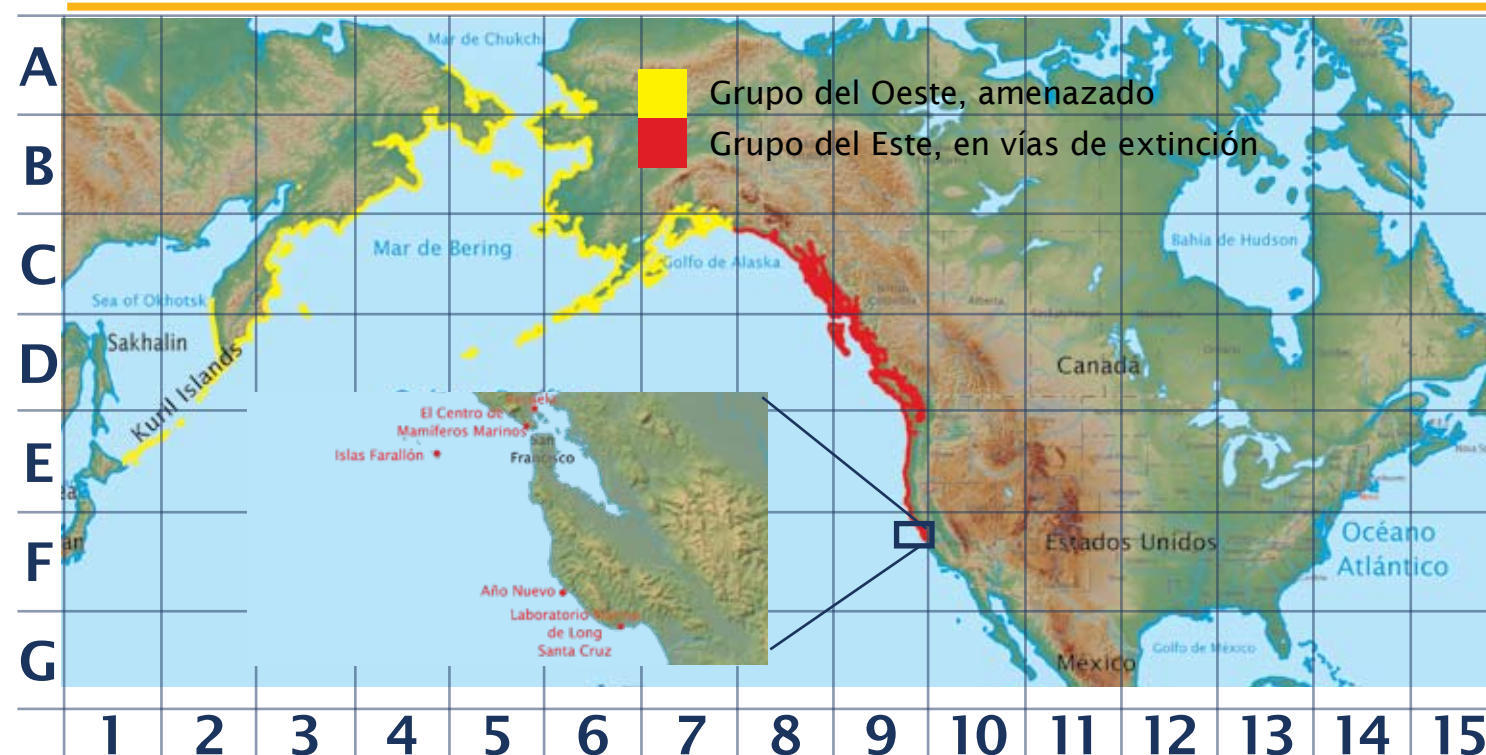 A
B
C
D
E
F
G
Mar de Chukchi
Grupo del Oeste, amenazado
Grupo del Este, en vías de extinción
Mar de Bering
Golfo de Alaska
Bahía de Hudson
Sea of Okhotsk
Sakhalin
Kuril Islands
Alberta
Canadá
El Centro de
Mamíferos Marinos
San
Francisco
Islas Farallón
Año Nuevo
Laboratorio
de Long
Santa Cruz
Estados Unidos
Océano
Atlántico
México
Golfo de México
1 2 3 4 5 6 7 8 9 10 11 12 13 14 15